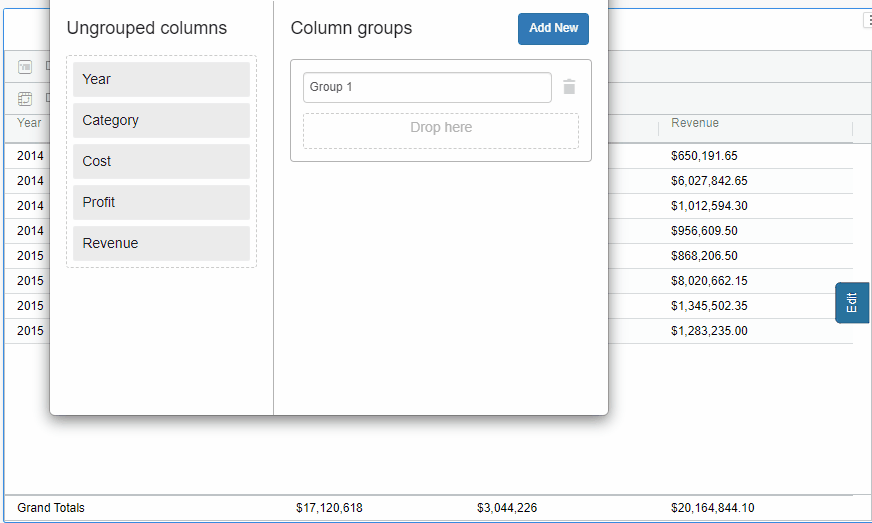 Ungrouped columns
Column groups
Add New
Year
Category
Cost
Profit
Revenue
Group 1
Drop here
Year
Revenue
2014 $650,191.65
2014 $6,027,842.65
2014 $1,012,594.30
2014 $956,609.50
2015 $868,206.50
2015 $8,020,662.15
2015 $1,345,502.35
2015 $1,283,235.00
Edit
Grand Totals $17,120,618 $3,044,226 $20,164,844.10